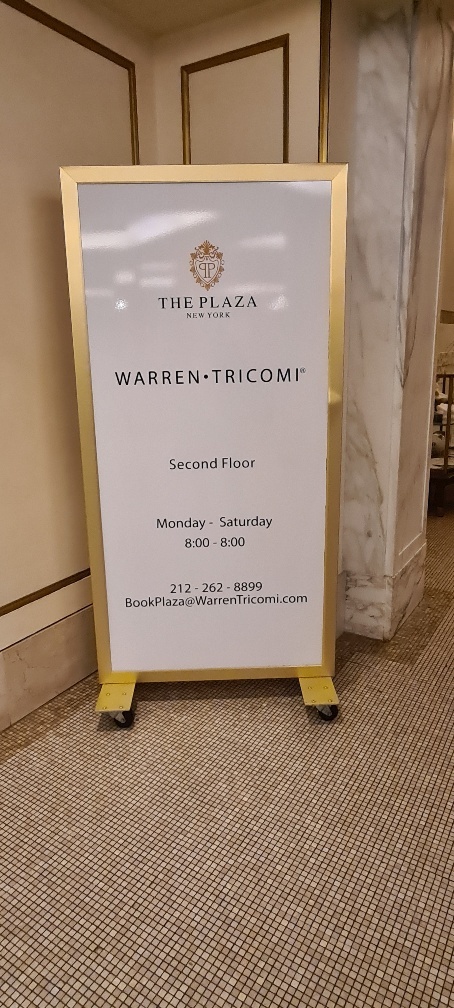 THE PLAZA
NEW YORK
WARREN•TRICOMI®
Second Floor
Monday - Saturday
8:00 - 8:00
212 - 262 - 8899
BookPlaza@WarrenTricomi.com